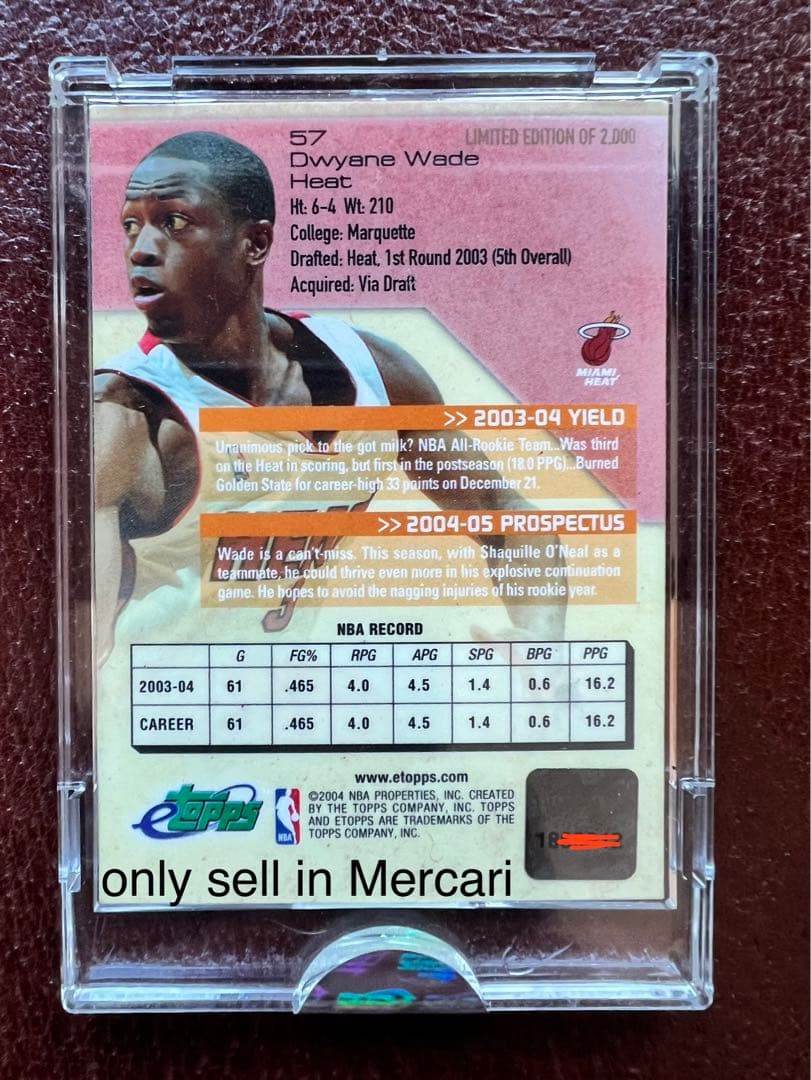 57
LIMITED EDITION OF 2,000
Dwyane Wade
Heat
Ht: 6-4 Wt: 210
College: Marquette
Drafted: Heat, 1st Round 2003 (5th Overall)
Acquired: Via Draft
MIAMI
HEAT
>> 2003-04 YIELD
Unanimous pick to the got milk? NBA All-Rookie Team...Was third
on the Heat in scoring, but first in the postseason (18.0 PPG)...Burned
Golden State for career-high 33 points on December 21.
>> 2004-05 PROSPECTUS
Wade is a can't-miss. This season, with Shaquille O'Neal as a
teammate, he could thrive even more in his explosive continuation
game. He hopes to avoid the nagging injuries of his rookie year.
NBA RECORD
G FG% RPG APG SPG BPG PPG
2003-04 61 .465 4.0 4.5 1.4 0.6 16.2
CAREER 61 .465 4.0 4.5 1.4 0.6 16.2
www.etopps.com
etopps
NBA
©2004 NBA PROPERTIES, INC. CREATED
BY THE TOPPS COMPANY, INC. TOPPS
AND ETOPPS ARE TRADEMARKS OF THE
TOPPS COMPANY, INC.
only sell in Mercari